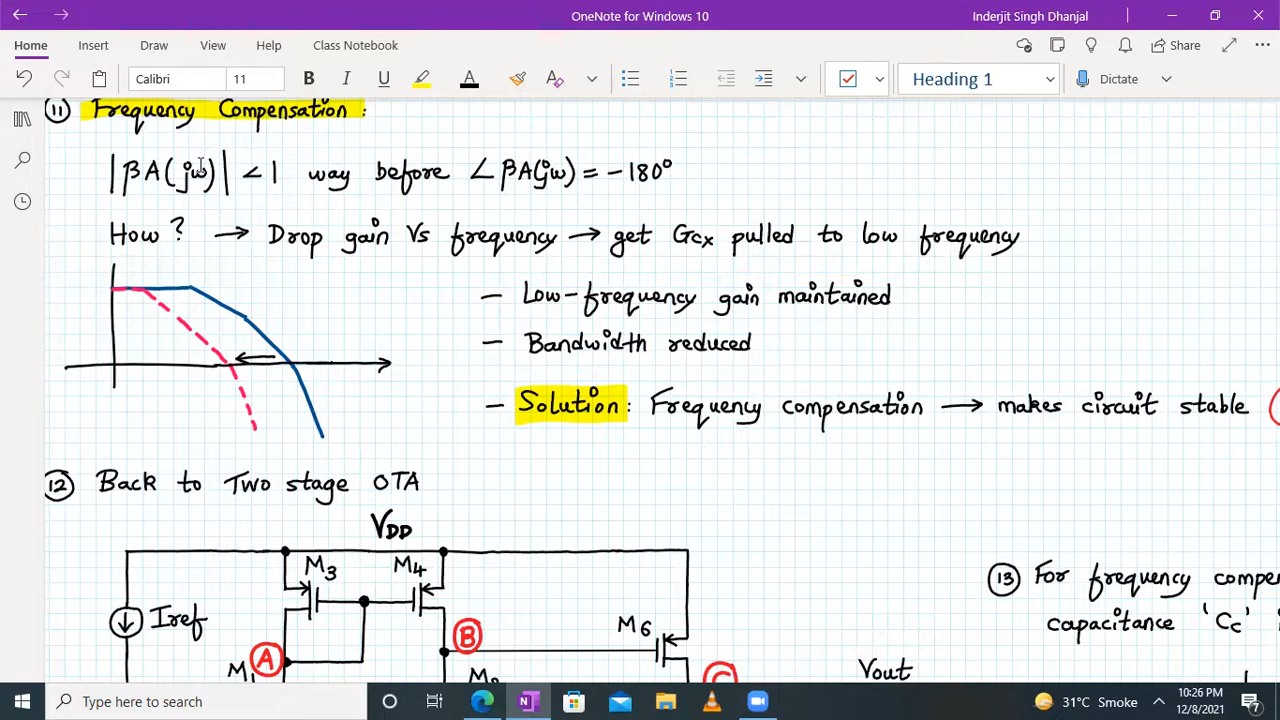 OneNote for Windows 10
Inderjit Singh Dhanjal
Home Insert Draw View Help Class Notebook
Share
Calibri 11 B I U A Heading 1 Dictate
11 Frequency Compensation :
|βA(jω)| < 1 way before ∠βA(jω) = -180°
How? → Drop gain Vs frequency → get Gcx pulled to low frequency
- Low-frequency gain maintained
- Bandwidth reduced
- Solution: Frequency compensation → makes circuit stable
12 Back to Two stage OTA
VDD
M3 M4
13 For frequency compe
Iref
M6
B
capacitance 'Cc'
A
M1
Vout
Type here to search
31°C Smoke
10:26 PM
12/8/2021
7